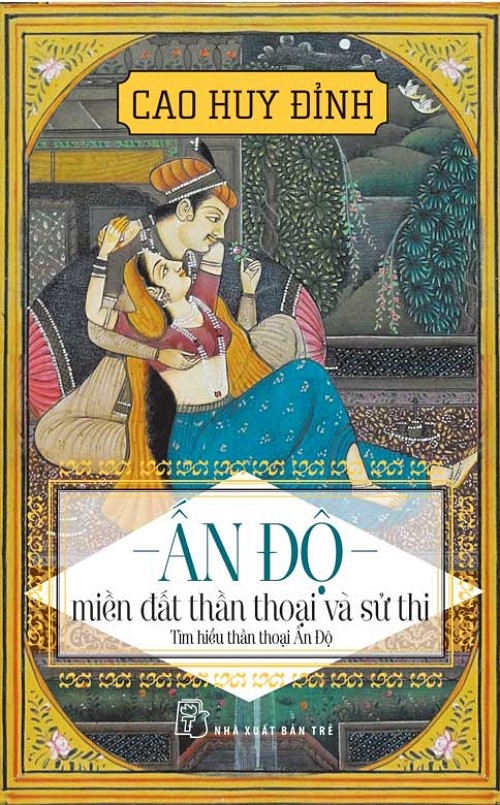 CAO HUY ĐỈNH
ẤN ĐỘ
miền đất thần thoại và sử thi
Tìm hiểu thần thoại Ấn Độ
NHÀ XUẤT BẢN TRẺ